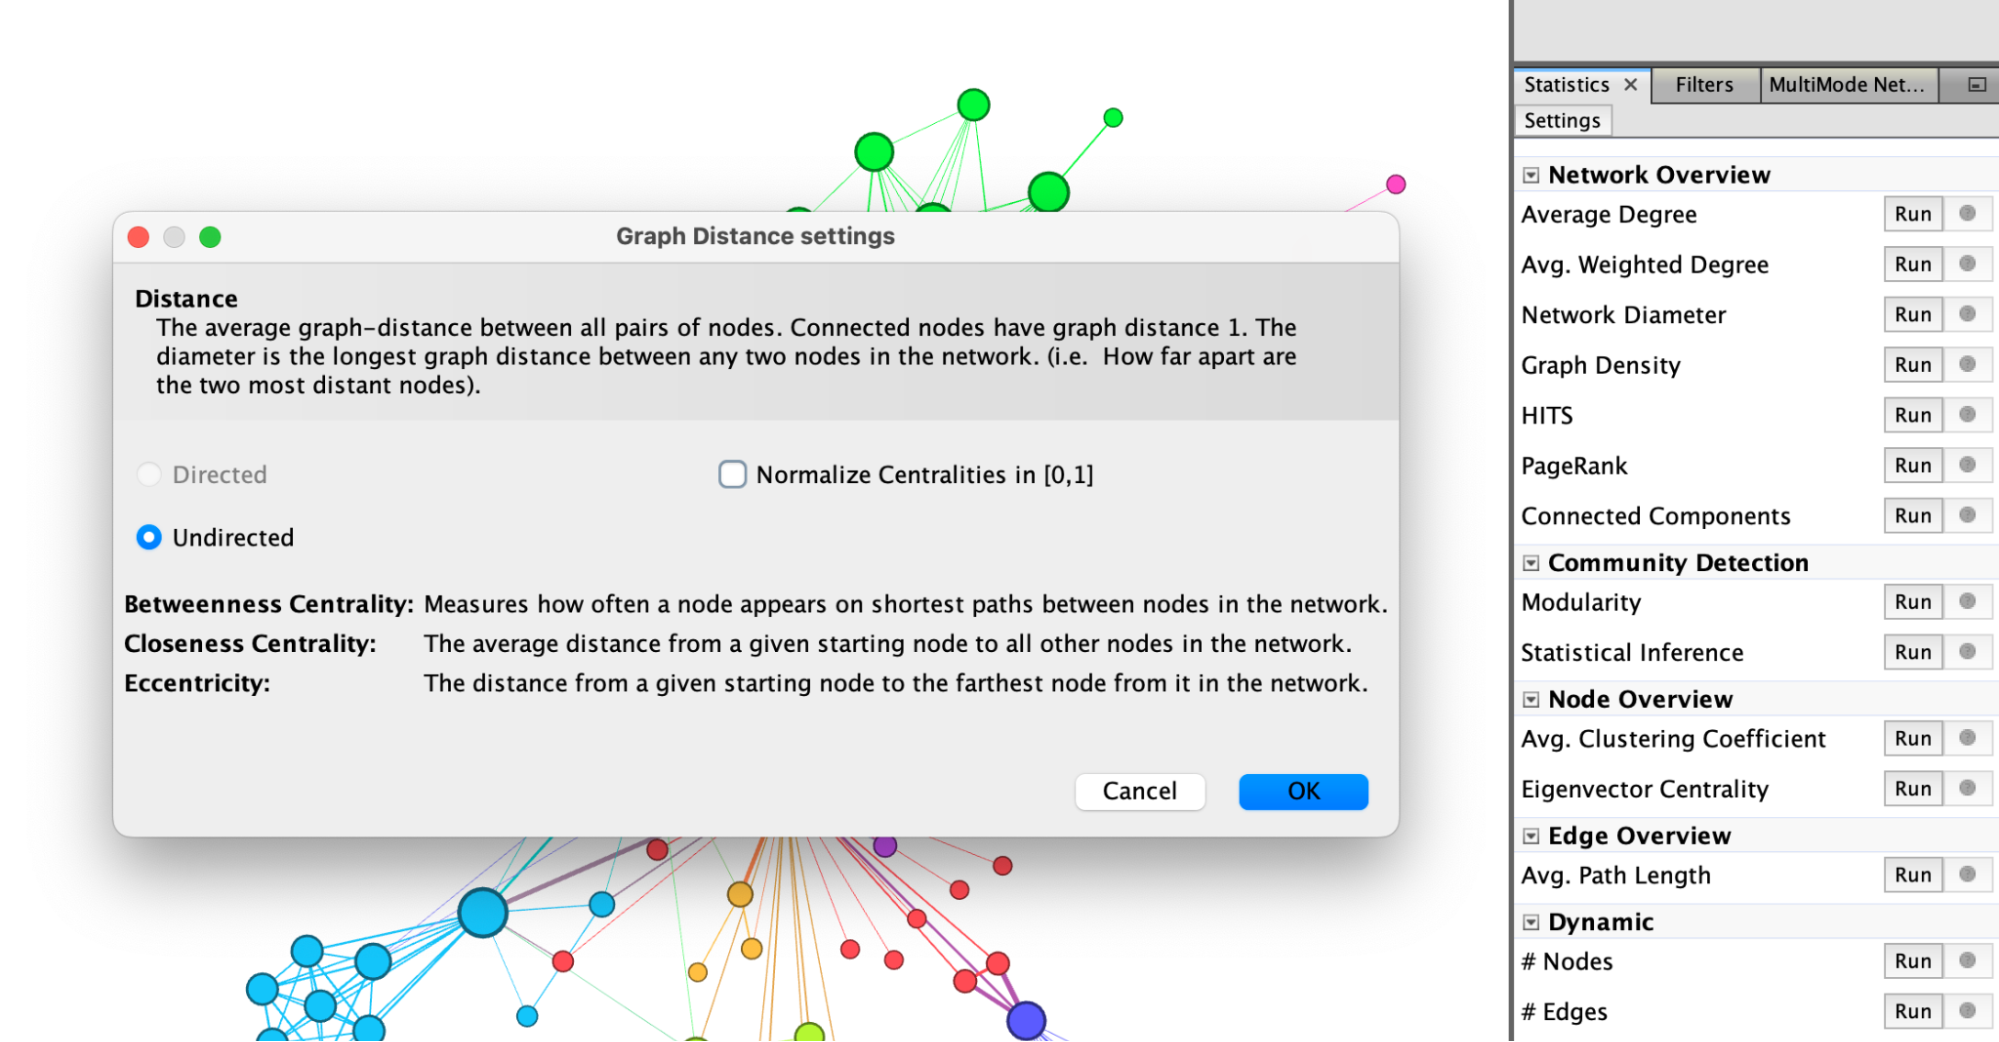 Statistics
Filters
MultiMode Net...
Settings
Graph Distance settings
Distance
The average graph-distance between all pairs of nodes. Connected nodes have graph distance 1. The
diameter is the longest graph distance between any two nodes in the network. (i.e. How far apart are
the two most distant nodes).
Directed
Normalize Centralities in [0,1]
Undirected
Betweenness Centrality: Measures how often a node appears on shortest paths between nodes in the network.
Closeness Centrality: The average distance from a given starting node to all other nodes in the network.
Eccentricity: The distance from a given starting node to the farthest node from it in the network.
Cancel
OK
Network Overview
Average Degree Run
Avg. Weighted Degree Run
Network Diameter Run
Graph Density Run
HITS Run
PageRank Run
Connected Components Run
Community Detection
Modularity Run
Statistical Inference Run
Node Overview
Avg. Clustering Coefficient Run
Eigenvector Centrality Run
Edge Overview
Avg. Path Length Run
Dynamic
# Nodes Run
# Edges Run